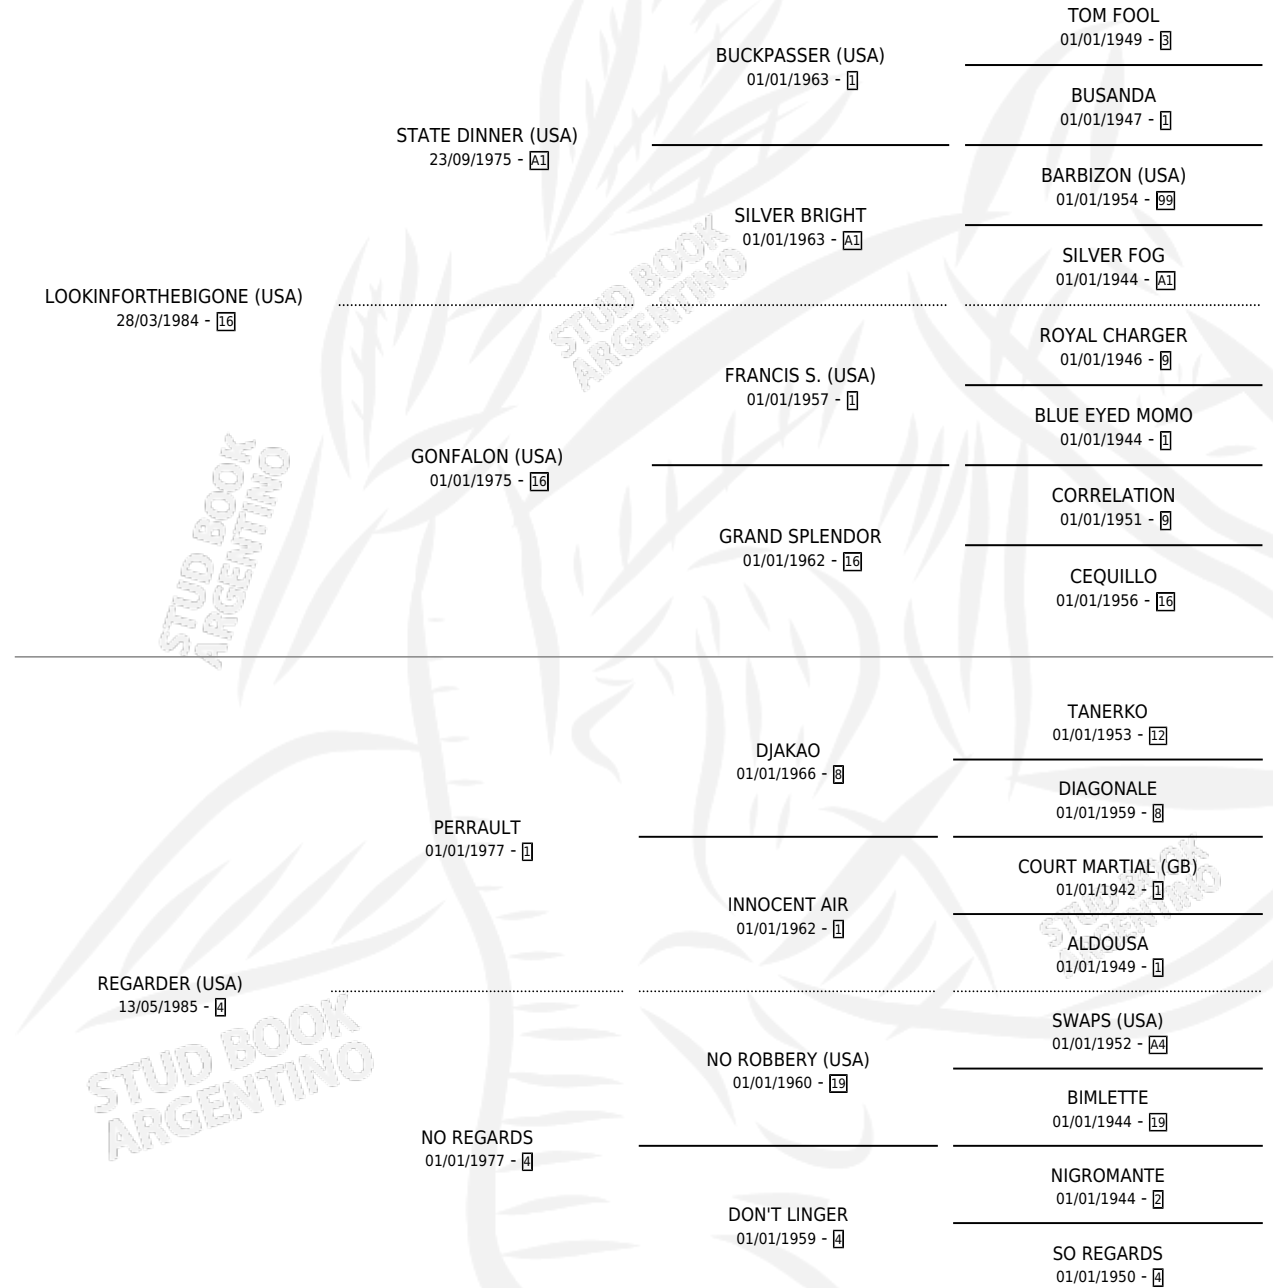 TOM FOOL
01/01/1949 - 3
BUCKPASSER (USA)
01/01/1963 - 1
BUSANDA
01/01/1947 - 1
STATE DINNER (USA)
23/09/1975 - A1
BARBIZON (USA)
01/01/1954 - 99
SILVER BRIGHT
01/01/1963 - A1
SILVER FOG
01/01/1944 - A1
LOOKINFORTHEBIGONE (USA)
28/03/1984 - 16
STUD BOOK
ARGENTINO
ROYAL CHARGER
01/01/1946 - 9
FRANCIS S. (USA)
01/01/1957 - 1
BLUE EYED MOMO
01/01/1944 - 1
GONFALON (USA)
01/01/1975 - 16
CORRELATION
01/01/1951 - 9
GRAND SPLENDOR
01/01/1962 - 16
CEQUILLO
01/01/1956 - 16
STUD BOOK
ARGENTINO
TANERKO
01/01/1953 - 12
DJAKAO
01/01/1966 - 8
DIAGONALE
01/01/1959 - 8
PERRAULT
01/01/1977 - 1
COURT MARTIAL (GB)
01/01/1942 - 1
INNOCENT AIR
01/01/1962 - 1
STUD BOOK
ARGENTINO
ALDOUSA
01/01/1949 - 1
REGARDER (USA)
13/05/1985 - 4
SWAPS (USA)
01/01/1952 - A4
NO ROBBERY (USA)
01/01/1960 - 19
BIMLETTE
01/01/1944 - 19
STUD BOOK
ARGENTINO
NO REGARDS
01/01/1977 - 4
NIGROMANTE
01/01/1944 - 2
DON'T LINGER
01/01/1959 - 4
SO REGARDS
01/01/1950 - 4